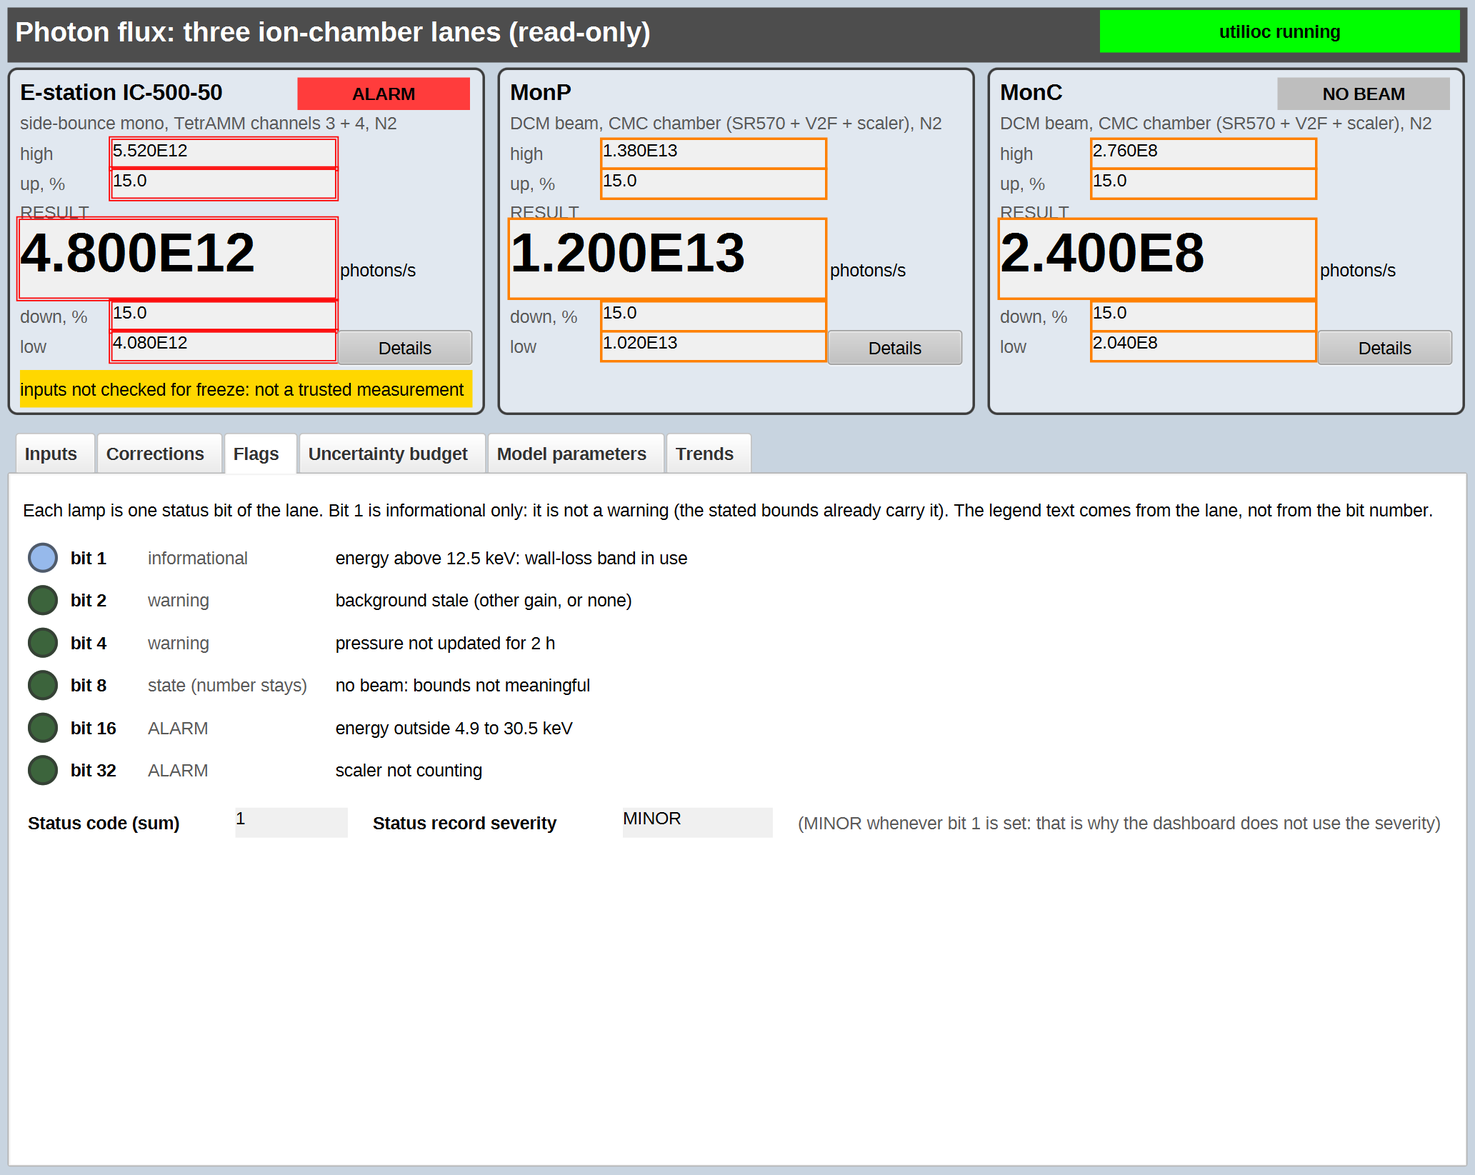 Photon flux: three ion-chamber lanes (read-only)
utilioc running
E-station IC-500-50
ALARM
side-bounce mono, TetrAMM channels 3 + 4, N2
high
5.520E12
up, %
15.0
RESULT
4.800E12
photons/s
down, %
15.0
low
4.080E12
Details
inputs not checked for freeze: not a trusted measurement
MonP
DCM beam, CMC chamber (SR570 + V2F + scaler), N2
high
1.380E13
up, %
15.0
RESULT
1.200E13
photons/s
down, %
15.0
low
1.020E13
Details
MonC
NO BEAM
DCM beam, CMC chamber (SR570 + V2F + scaler), N2
high
2.760E8
up, %
15.0
RESULT
2.400E8
photons/s
down, %
15.0
low
2.040E8
Details
Inputs
Corrections
Flags
Uncertainty budget
Model parameters
Trends
Each lamp is one status bit of the lane. Bit 1 is informational only: it is not a warning (the stated bounds already carry it). The legend text comes from the lane, not from the bit number.
bit 1 informational energy above 12.5 keV: wall-loss band in use
bit 2 warning background stale (other gain, or none)
bit 4 warning pressure not updated for 2 h
bit 8 state (number stays) no beam: bounds not meaningful
bit 16 ALARM energy outside 4.9 to 30.5 keV
bit 32 ALARM scaler not counting
Status code (sum) 1 Status record severity MINOR (MINOR whenever bit 1 is set: that is why the dashboard does not use the severity)